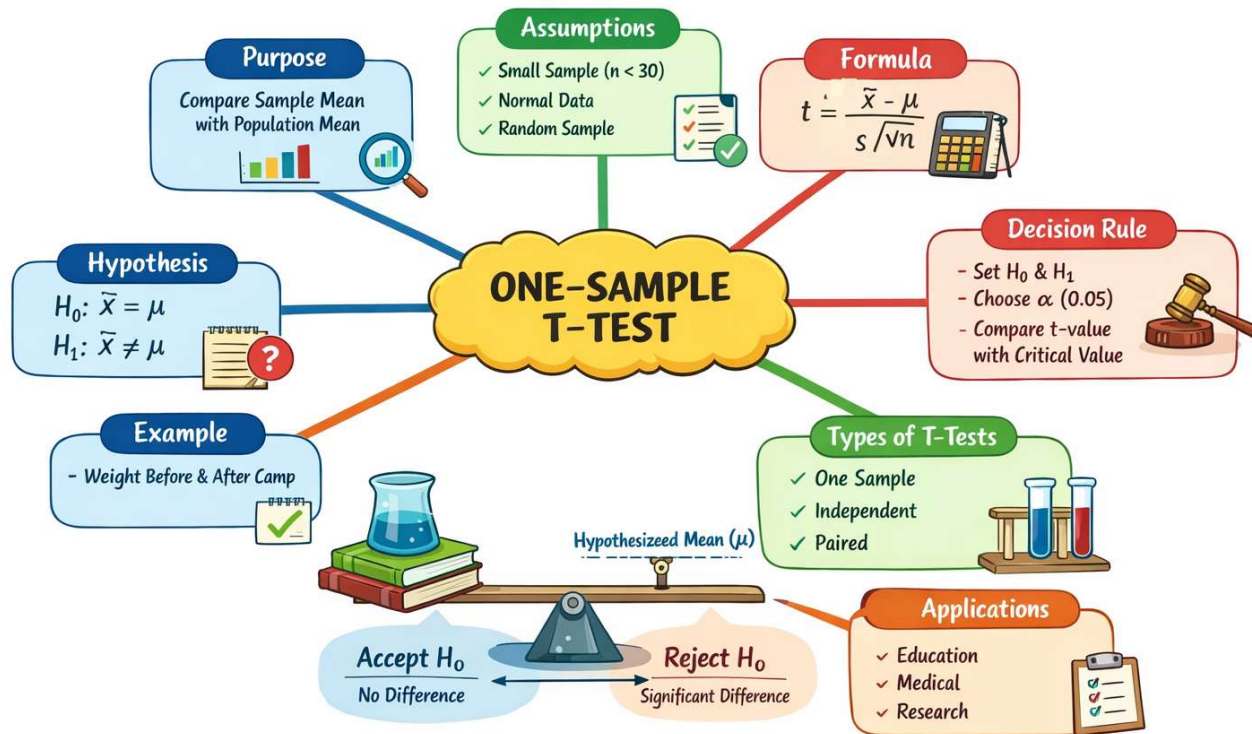 Purpose
Compare Sample Mean
with Population Mean
Assumptions
✓ Small Sample (n < 30)
✓ Normal Data
✓ Random Sample
Formula
t = x̃ - μ
s/√n
Hypothesis
H₀: x̃ = μ
H₁: x̃ ≠ μ
?
ONE-SAMPLE
T-TEST
Decision Rule
- Set H₀ & H₁
- Choose α (0.05)
- Compare t-value
with Critical Value
Example
- Weight Before & After Camp
Types of T-Tests
✓ One Sample
✓ Independent
✓ Paired
Hypothesizeed Mean (μ)
Accept H₀
No Difference
Reject H₀
Significant Difference
Applications
✓ Education
✓ Medical
✓ Research